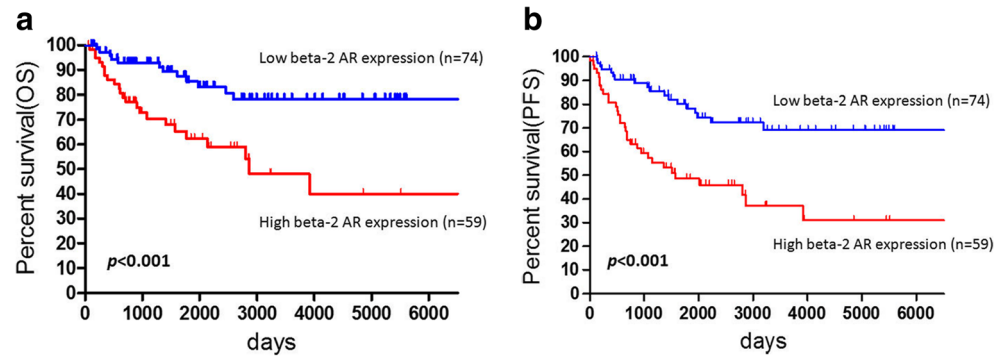 a
Percent survival(OS)
100
90
80
70
60
50
40
30
20
10
0
Low beta-2 AR expression (n=74)
High beta-2 AR expression (n=59)
p<0.001
0 1000 2000 3000 4000 5000 6000
days
b
Percent survival(PFS)
100
90
80
70
60
50
40
30
20
10
0
Low beta-2 AR expression (n=74)
High beta-2 AR expression (n=59)
p<0.001
0 1000 2000 3000 4000 5000 6000
days